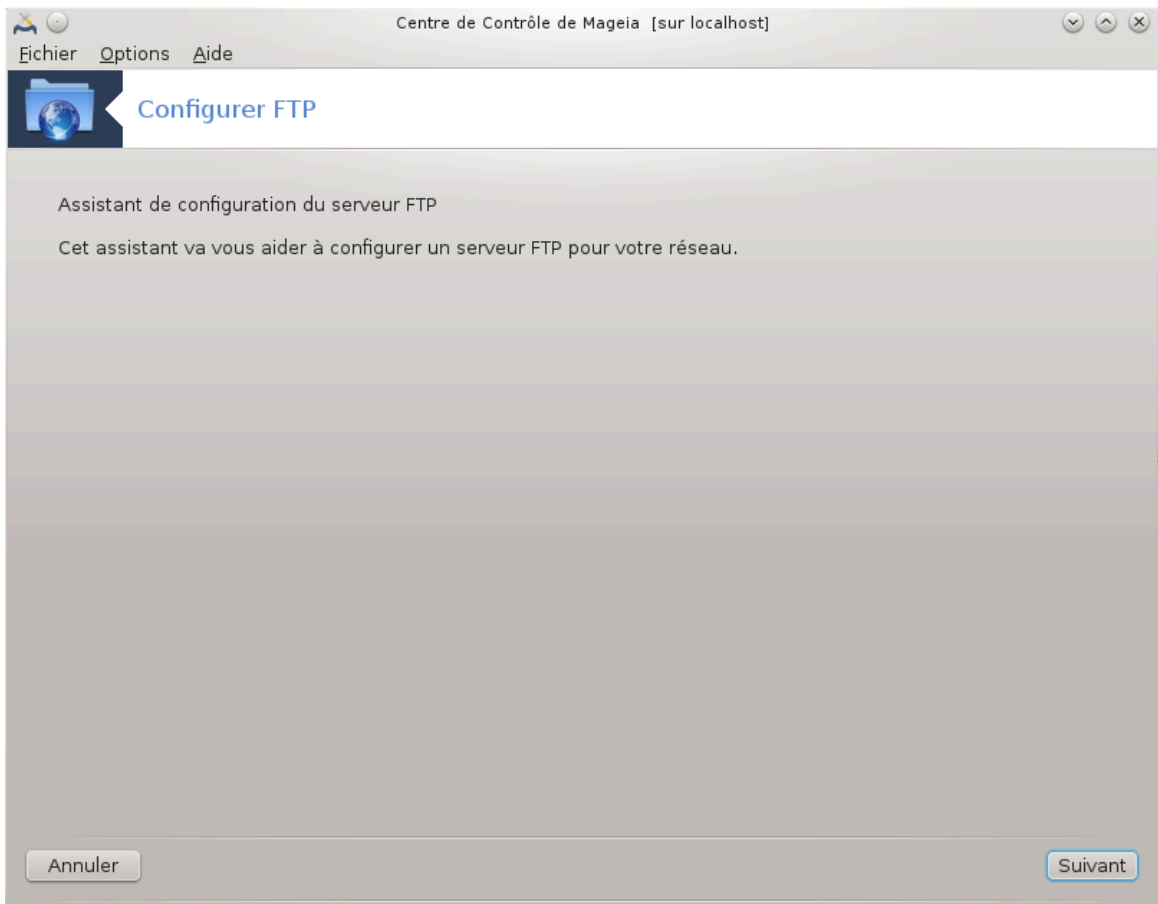 Centre de Contrôle de Mageia [sur localhost]
Fichier Options Aide
Configurer FTP
Assistant de configuration du serveur FTP
Cet assistant va vous aider à configurer un serveur FTP pour votre réseau.
Annuler Suivant